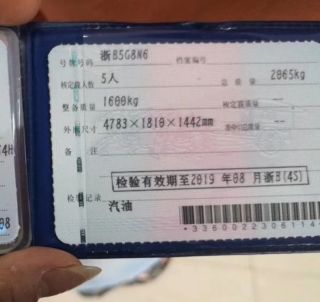 号牌号码 浙B5G8N6 档案编号
核定载人数 5人 总质量 2065kg
整备质量 1600kg 核定载质量 --
外廓尺寸 4783×1810×1442mm 准牵引总质量 --
备注
检验有效期至2019年08月浙B(4S)
检验记录
汽油
*3360022306114
4H
08